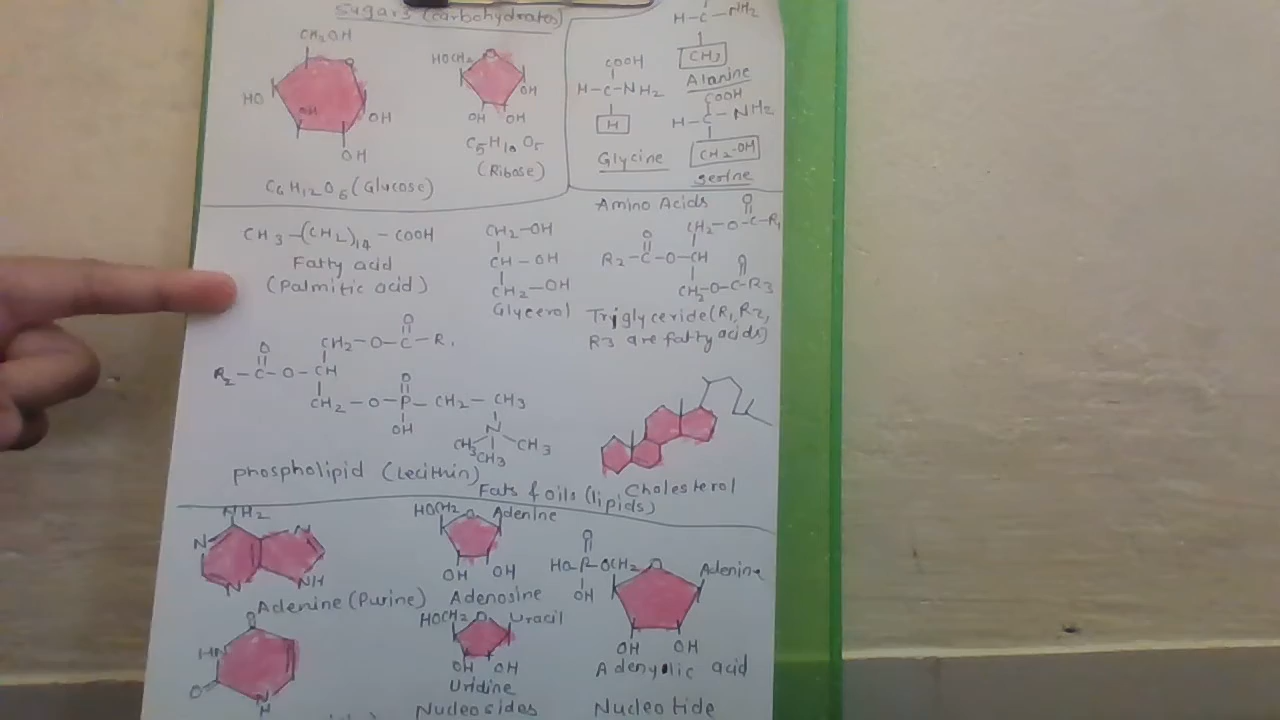 Sugars (carbohydrates)
CH₂OH
HO
OH
OH
OH
C₆H₁₂O₆ (Glucose)
HOCH₂
O
OH
OH
OH
C₅H₁₀O₅
(Ribose)
COOH
H-C-NH₂
H
Glycine
H-C-NH₂
CH₃
Alanine
COOH
H-C-NH₂
CH₂-OH
serine
Amino Acids
CH₃-(CH₂)₁₄-COOH
Fatty acid
(Palmitic acid)
CH₂-OH
CH-OH
CH₂-OH
Glycerol
O
CH₂-O-C-R₁
O
R₂-C-O-CH
O
CH₂O-C-R3
Triglyceride (R₁, R₂,
R3 are fatty acids)
O
CH₂-O-C-R.
O
R₂-C-O-CH
O
CH₂-O-P-CH₂-CH₃
OH
N
CH₃
CH₃
CH₃
phospholipid (Lecithin)
Cholesterol
Fats & oils (lipids)
NH₂
N
N
N
NH
Adenine (Purine)
HOCH₂
O
Adenine
OH
OH
Adenosine
O
HO-P-OCH₂
OH
O
Adenine
OH
OH
Adenylic acid
Nucleotide
O
HN
O
N
H
HOCH₂
O
Uracil
OH
OH
Uridine
Nucleosides